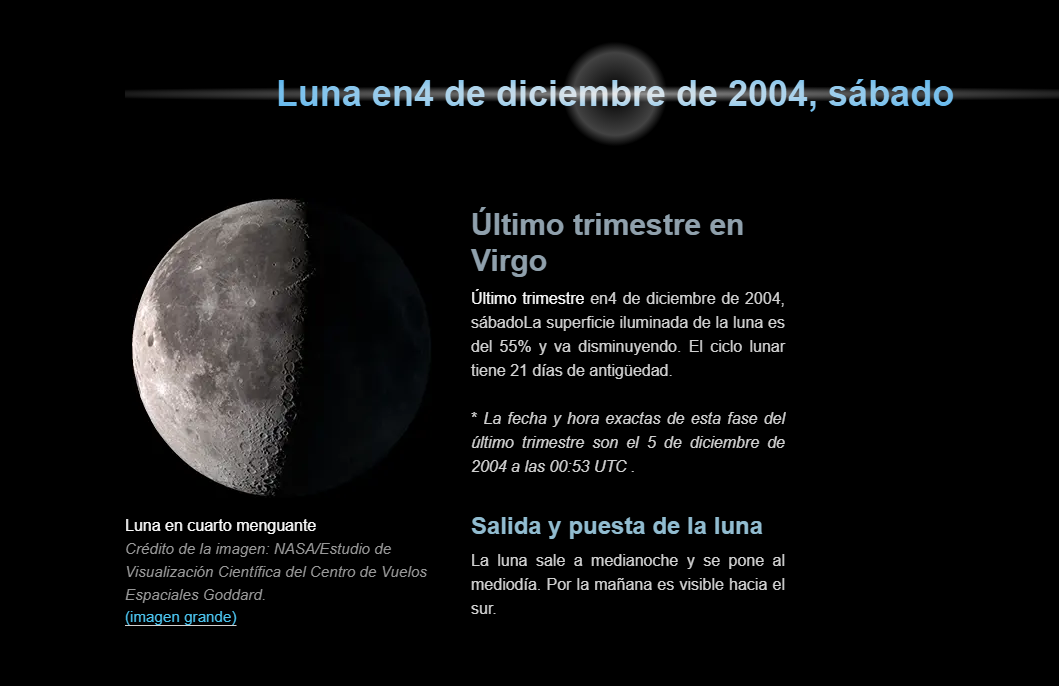 Luna en4 de diciembre de 2004, sábado
Último trimestre en
Virgo
Último trimestre en4 de diciembre de 2004,
sábadoLa superficie iluminada de la luna es
del 55% y va disminuyendo. El ciclo lunar
tiene 21 días de antigüedad.
* La fecha y hora exactas de esta fase del
último trimestre son el 5 de diciembre de
2004 a las 00:53 UTC .
Salida y puesta de la luna
La luna sale a medianoche y se pone al
mediodía. Por la mañana es visible hacia el
sur.
Luna en cuarto menguante
Crédito de la imagen: NASA/Estudio de
Visualización Científica del Centro de Vuelos
Espaciales Goddard.
(imagen grande)